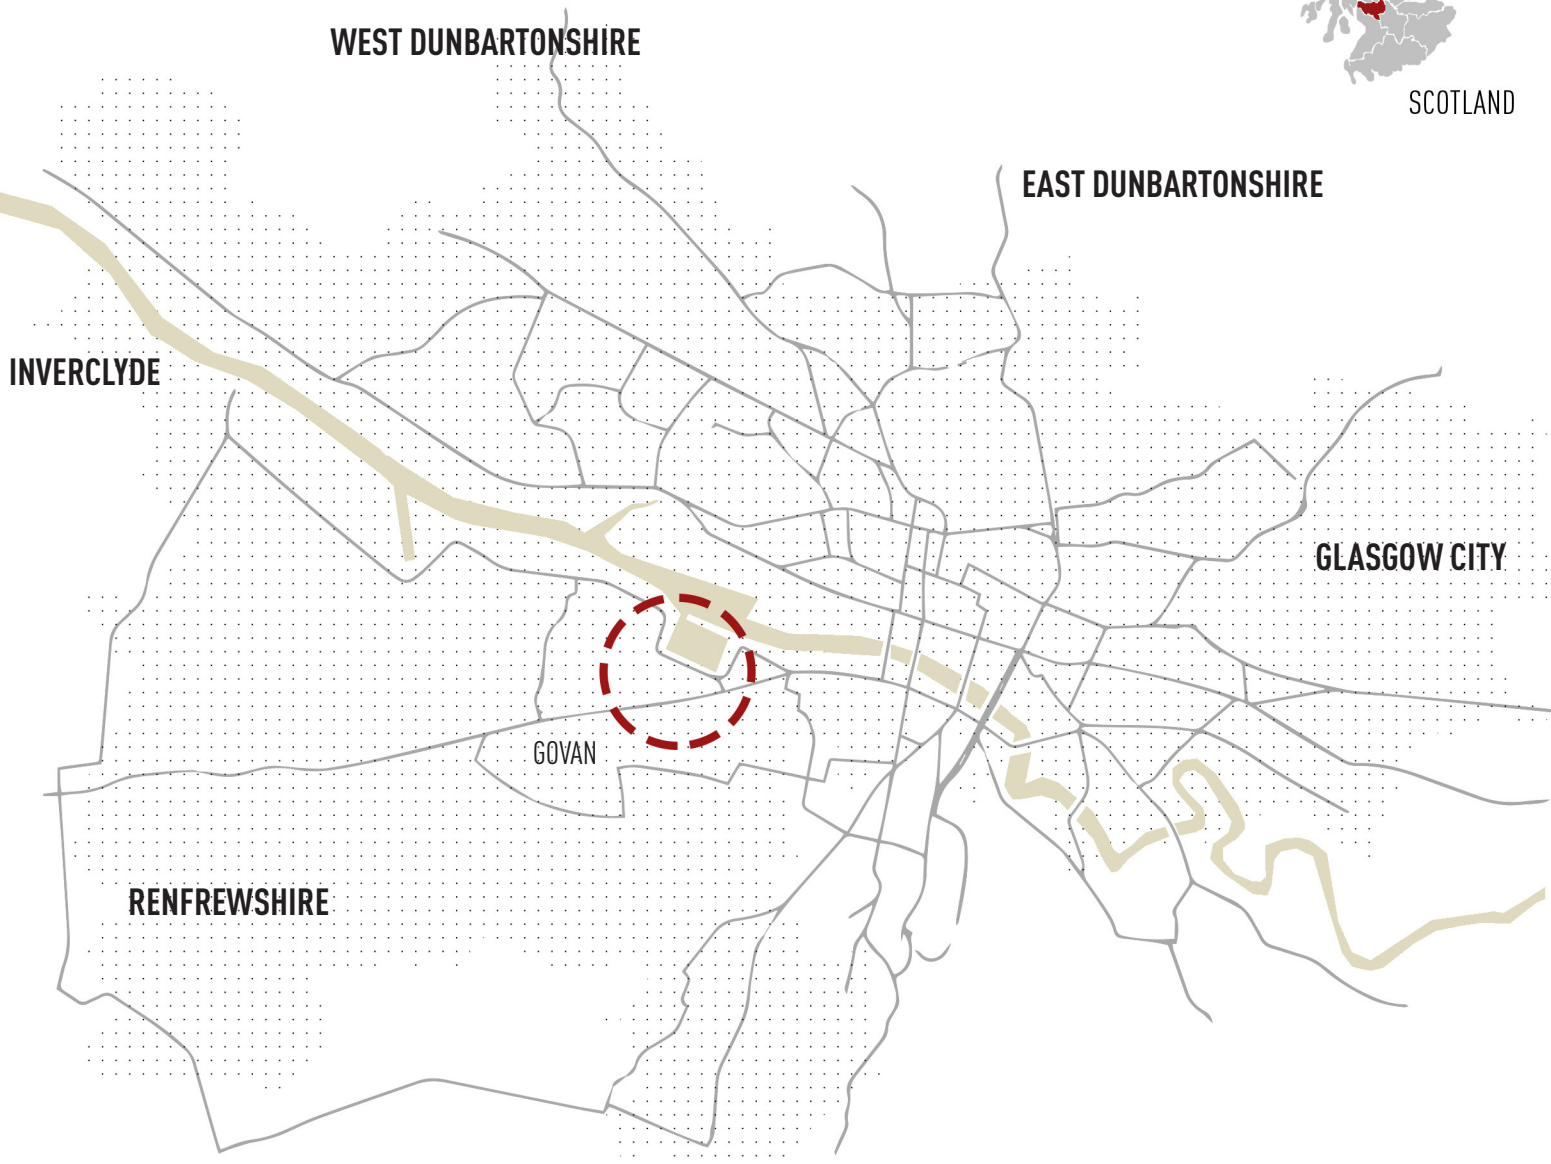 WEST DUNBARTONSHIRE
SCOTLAND
EAST DUNBARTONSHIRE
INVERCLYDE
GLASGOW CITY
GOVAN
RENFREWSHIRE